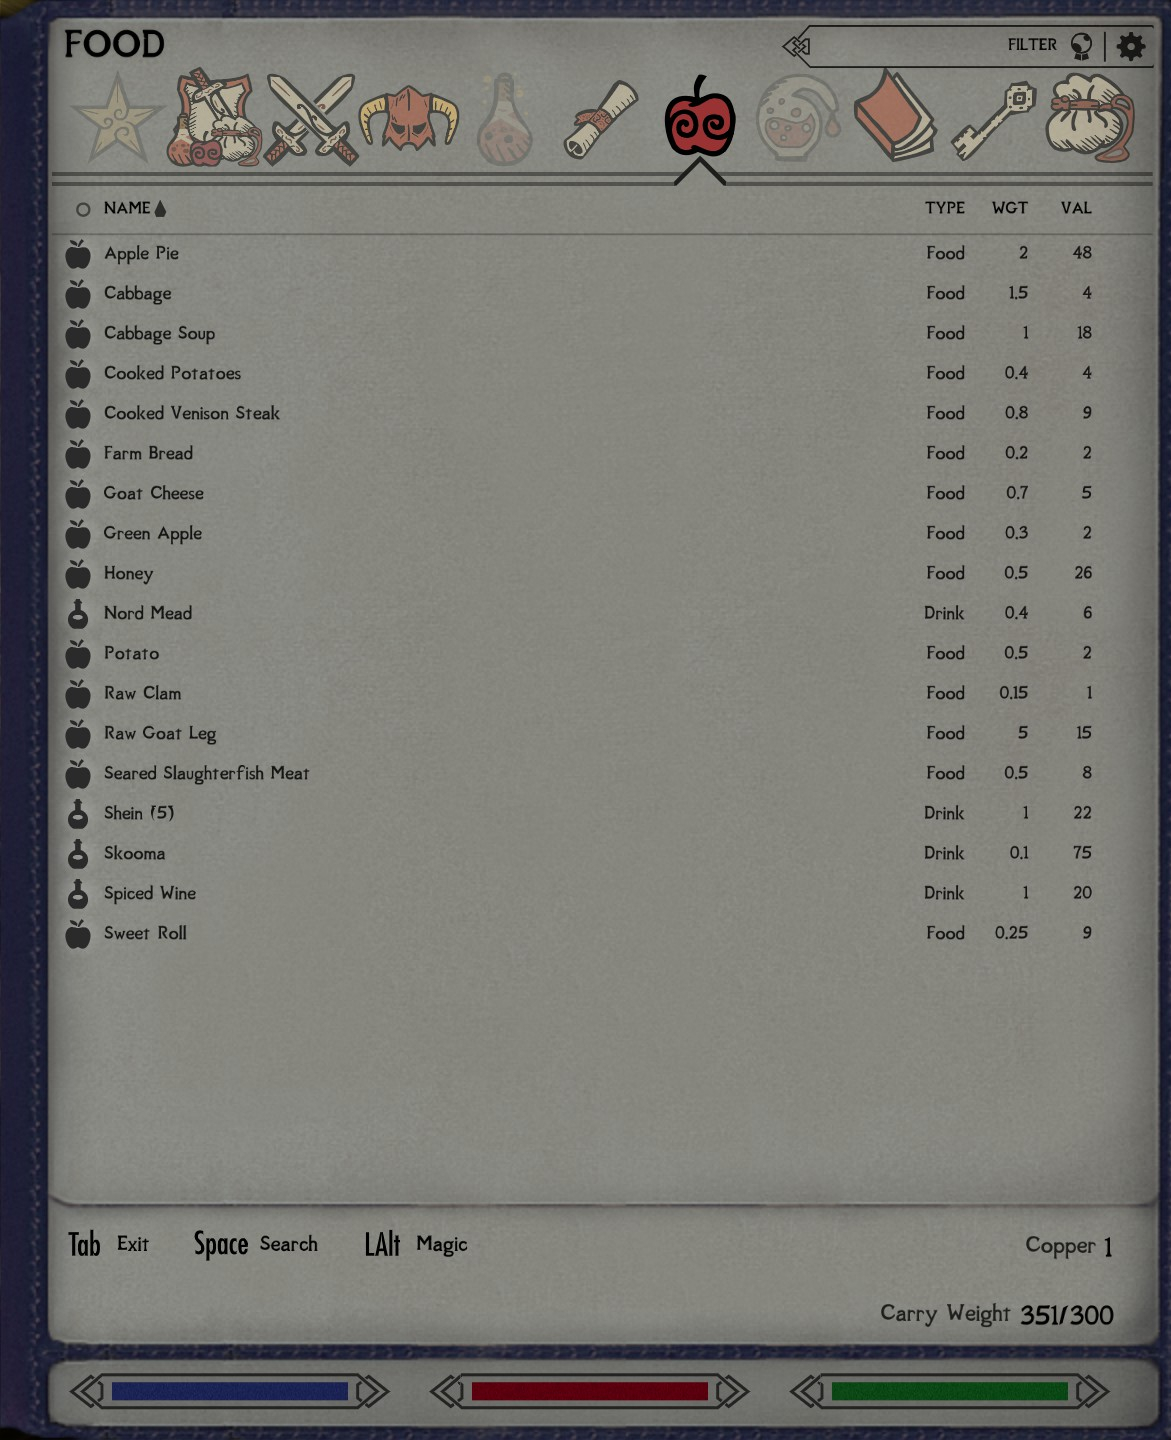 FOOD
FILTER
NAME TYPE WGT VAL
Apple Pie Food 2 48
Cabbage Food 1.5 4
Cabbage Soup Food 1 18
Cooked Potatoes Food 0.4 4
Cooked Venison Steak Food 0.8 9
Farm Bread Food 0.2 2
Goat Cheese Food 0.7 5
Green Apple Food 0.3 2
Honey Food 0.5 26
Nord Mead Drink 0.4 6
Potato Food 0.5 2
Raw Clam Food 0.15 1
Raw Goat Leg Food 5 15
Seared Slaughterfish Meat Food 0.5 8
Shein (5) Drink 1 22
Skooma Drink 0.1 75
Spiced Wine Drink 1 20
Sweet Roll Food 0.25 9
Tab Exit Space Search LAlt Magic Copper 1
Carry Weight 351/300